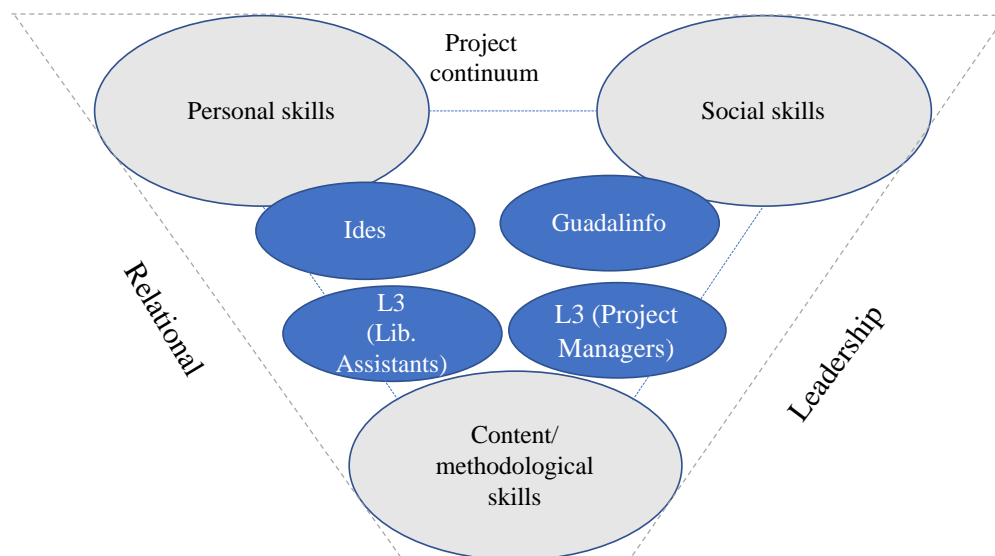 Project
continuum
Personal skills
Social skills
Ides
Guadalinfo
Relational
L3
(Lib.
Assistants)
L3 (Project
Managers)
Leadership
Content/
methodological
skills